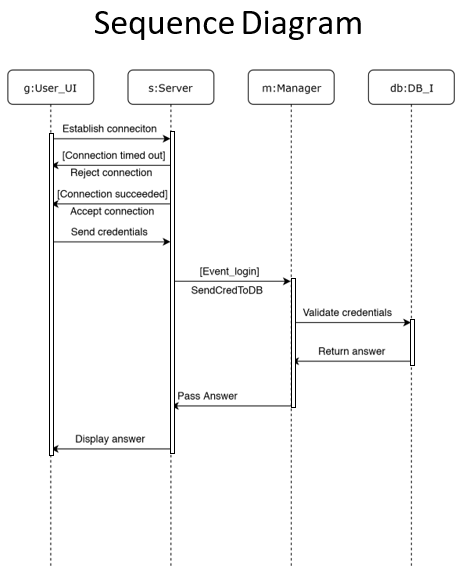 Sequence Diagram
g:User_UI
s:Server
m:Manager
db:DB_I
Establish conneciton
[Connection timed out]
Reject connection
[Connection succeeded]
Accept connection
Send credentials
[Event_login]
SendCredToDB
Validate credentials
Return answer
Pass Answer
Display answer